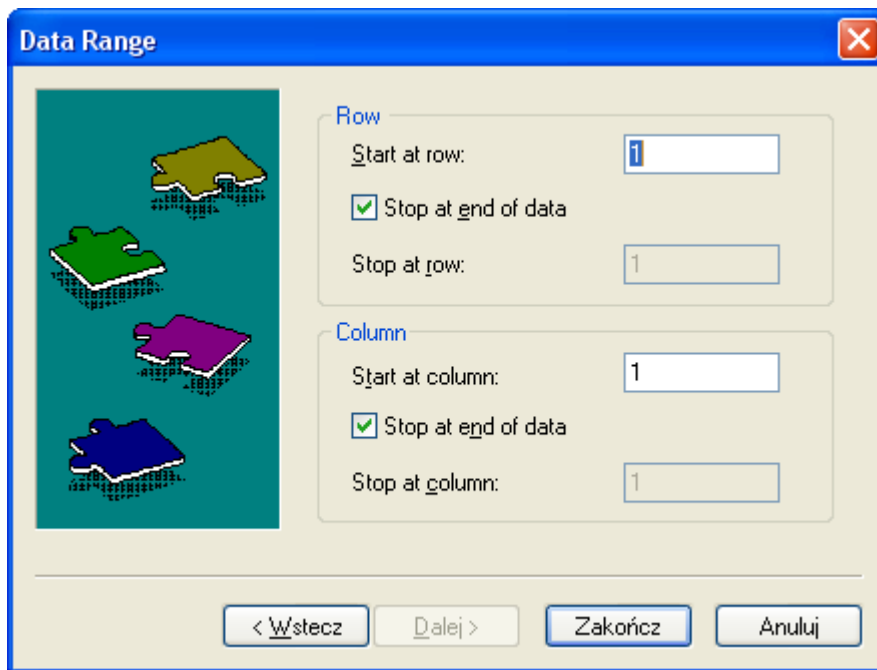 Data Range
Row
Start at row:
1
Stop at end of data
Stop at row:
1
Column
Start at column:
1
Stop at end of data
Stop at column:
1
< Wstecz
Dalej >
Zakończ
Anuluj